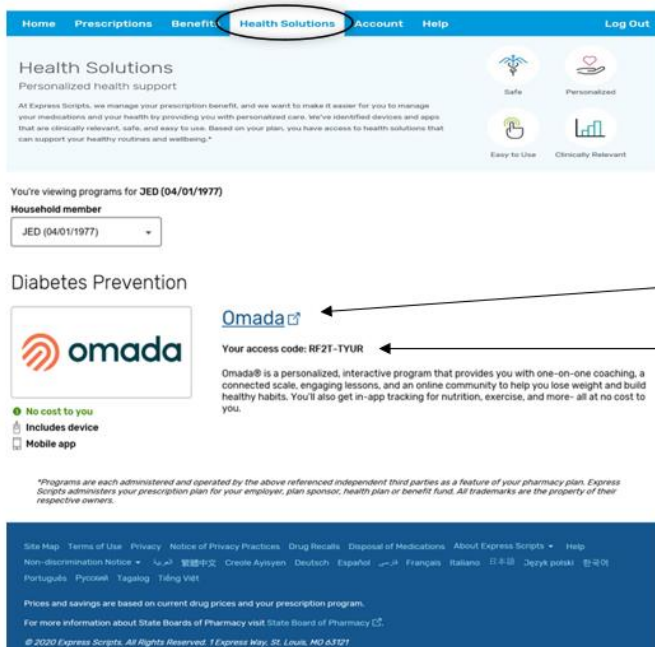 Home Prescriptions Benefits Health Solutions Account Help Log Out
Health Solutions
Personalized health support
At Express Scripts, we manage your prescription benefit, and we want to make it easier for you to manage
your medications and your health by providing you with personalized care. We've identified devices and apps
that are clinically relevant, safe, and easy to use. Based on your plan, you have access to health solutions that
can support your healthy routines and wellbeing.*
Safe Personalized
Easy to Use Clinically Relevant
You're viewing programs for JED (04/01/1977)
Household member
JED (04/01/1977)
Diabetes Prevention
omada
No cost to you
Includes device
Mobile app
Omada
Your access code: RF2T-TYUR
Omada® is a personalized, interactive program that provides you with one-on-one coaching, a
connected scale, engaging lessons, and an online community to help you lose weight and build
healthy habits. You'll also get in-app tracking for nutrition, exercise, and more- all at no cost to
you.
*Programs are each administered and operated by the above referenced independent third parties as a feature of your pharmacy plan. Express
Scripts administers your prescription plan for your employer, plan sponsor, health plan or benefit fund. All trademarks are the property of their
respective owners.
Site Map Terms of Use Privacy Notice of Privacy Practices Drug Recalls Disposal of Medications About Express Scripts Help
Non-discrimination Notice العربية 繁體中文 Creole Ayisyen Deutsch Español فارسی Français Italiano 日本語 Język polski 한국어
Português Русский Tagalog Tiếng Việt
Prices and savings are based on current drug prices and your prescription program.
For more information about State Boards of Pharmacy visit State Board of Pharmacy.
© 2020 Express Scripts. All Rights Reserved. 1 Express Way, St. Louis, MO 63121